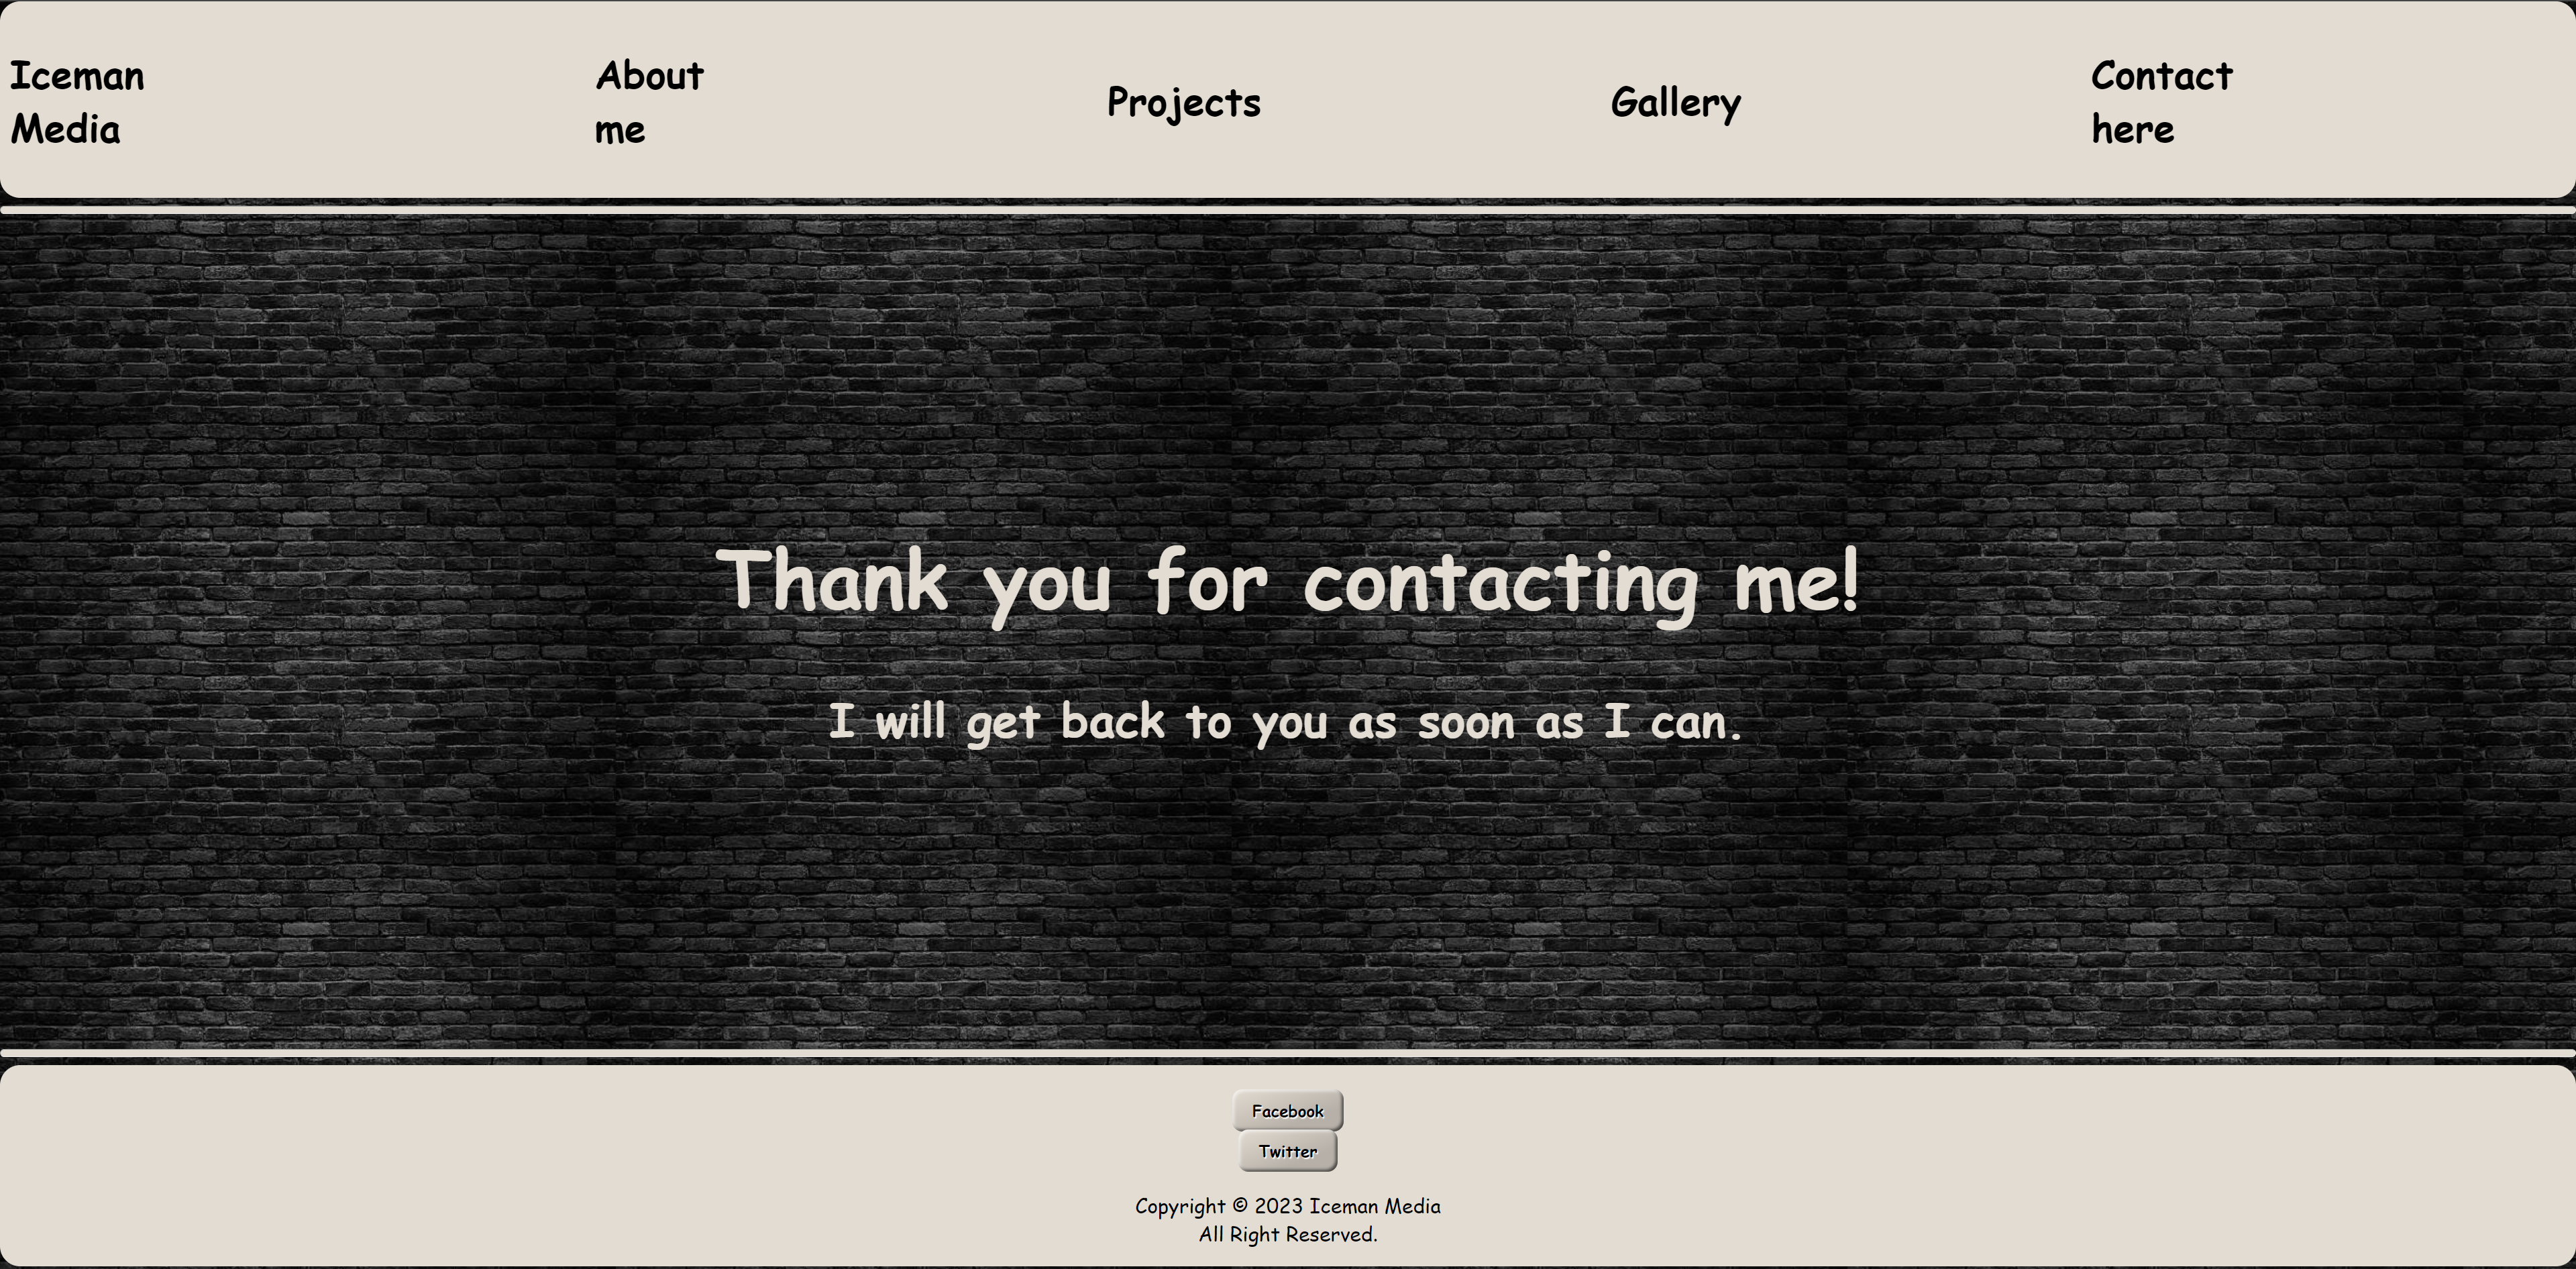 Iceman
Media
About
me
Projects
Gallery
Contact
here
Thank you for contacting me!
I will get back to you as soon as I can.
Facebook
Twitter
Copyright © 2023 Iceman Media
All Right Reserved.